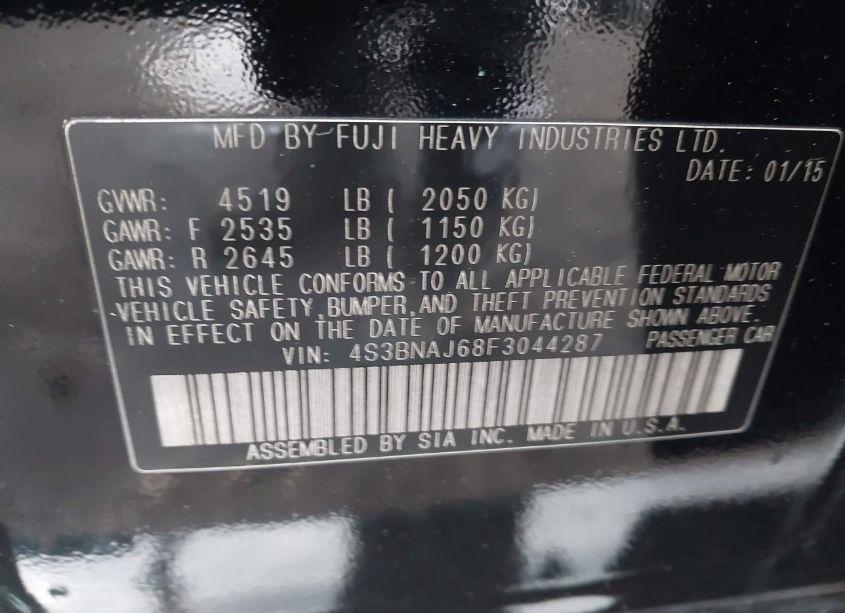 MFD BY FUJI HEAVY INDUSTRIES LTD.
DATE: 01/15
GVWR: 4519 LB ( 2050 KG)
GAWR: F 2535 LB ( 1150 KG)
GAWR: R 2645 LB ( 1200 KG)
THIS VEHICLE CONFORMS TO ALL APPLICABLE FEDERAL MOTOR
VEHICLE SAFETY, BUMPER, AND THEFT PREVENTION STANDARDS
IN EFFECT ON THE DATE OF MANUFACTURE SHOWN ABOVE.
VIN: 4S3BNAJ68F3044287 PASSENGER CAR
ASSEMBLED BY SIA INC. MADE IN U.S.A.